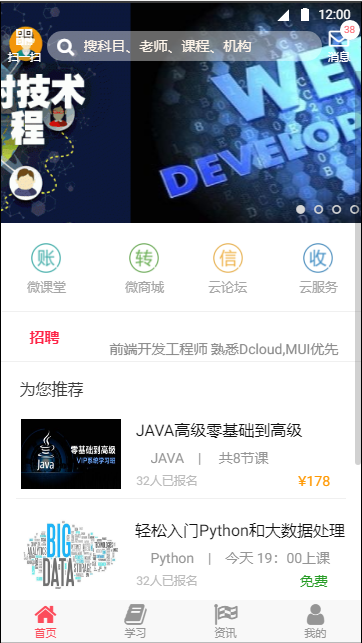 12:00
扫一扫
搜科目、老师、课程、机构
38
消息
对技术
程
WE
DEVELOP
账
转
信
收
微课堂
微商城
云论坛
云服务
招聘
前端开发工程师 熟悉Dcloud,MUI优先
为您推荐
Java
零基础到高级
VIP系统学习班
JAVA高级零基础到高级
JAVA | 共8节课
32人已报名
¥178
BIG
DATA
轻松入门Python和大数据处理
Python | 今天 19：00上课
32人已报名
免费
首页
学习
资讯
我的